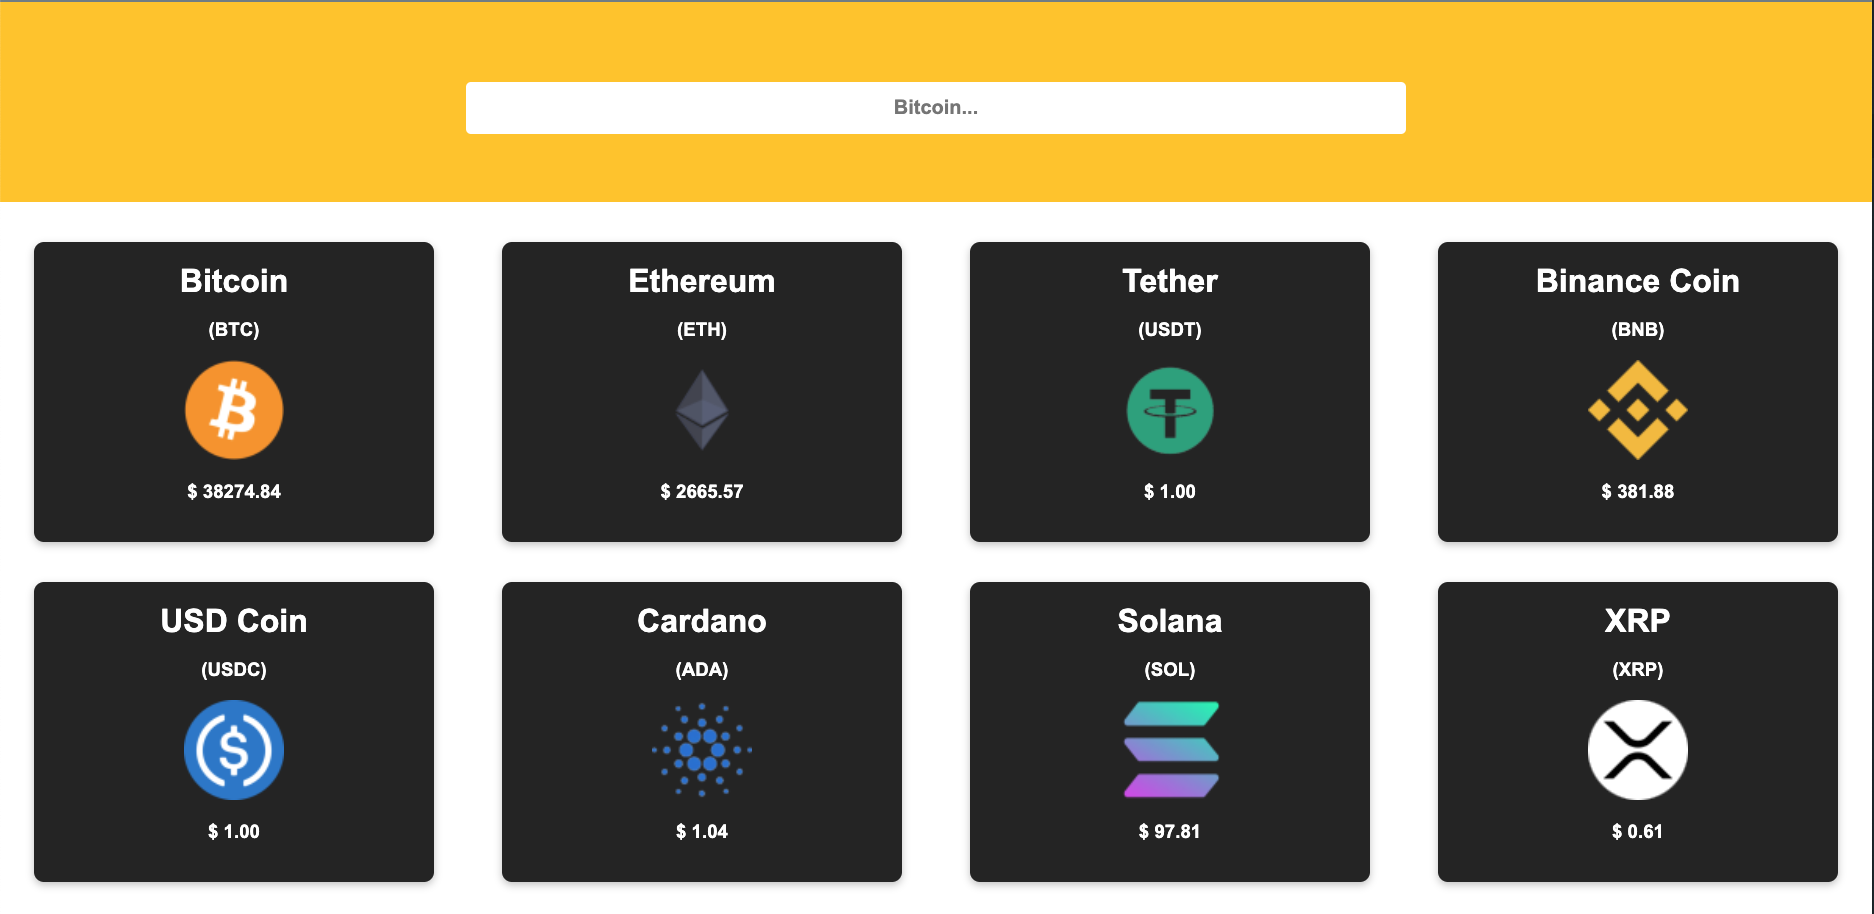 Bitcoin...
Bitcoin
(BTC)
$ 38274.84
Ethereum
(ETH)
$ 2665.57
Tether
(USDT)
$ 1.00
Binance Coin
(BNB)
$ 381.88
USD Coin
(USDC)
$ 1.00
Cardano
(ADA)
$ 1.04
Solana
(SOL)
$ 97.81
XRP
(XRP)
$ 0.61